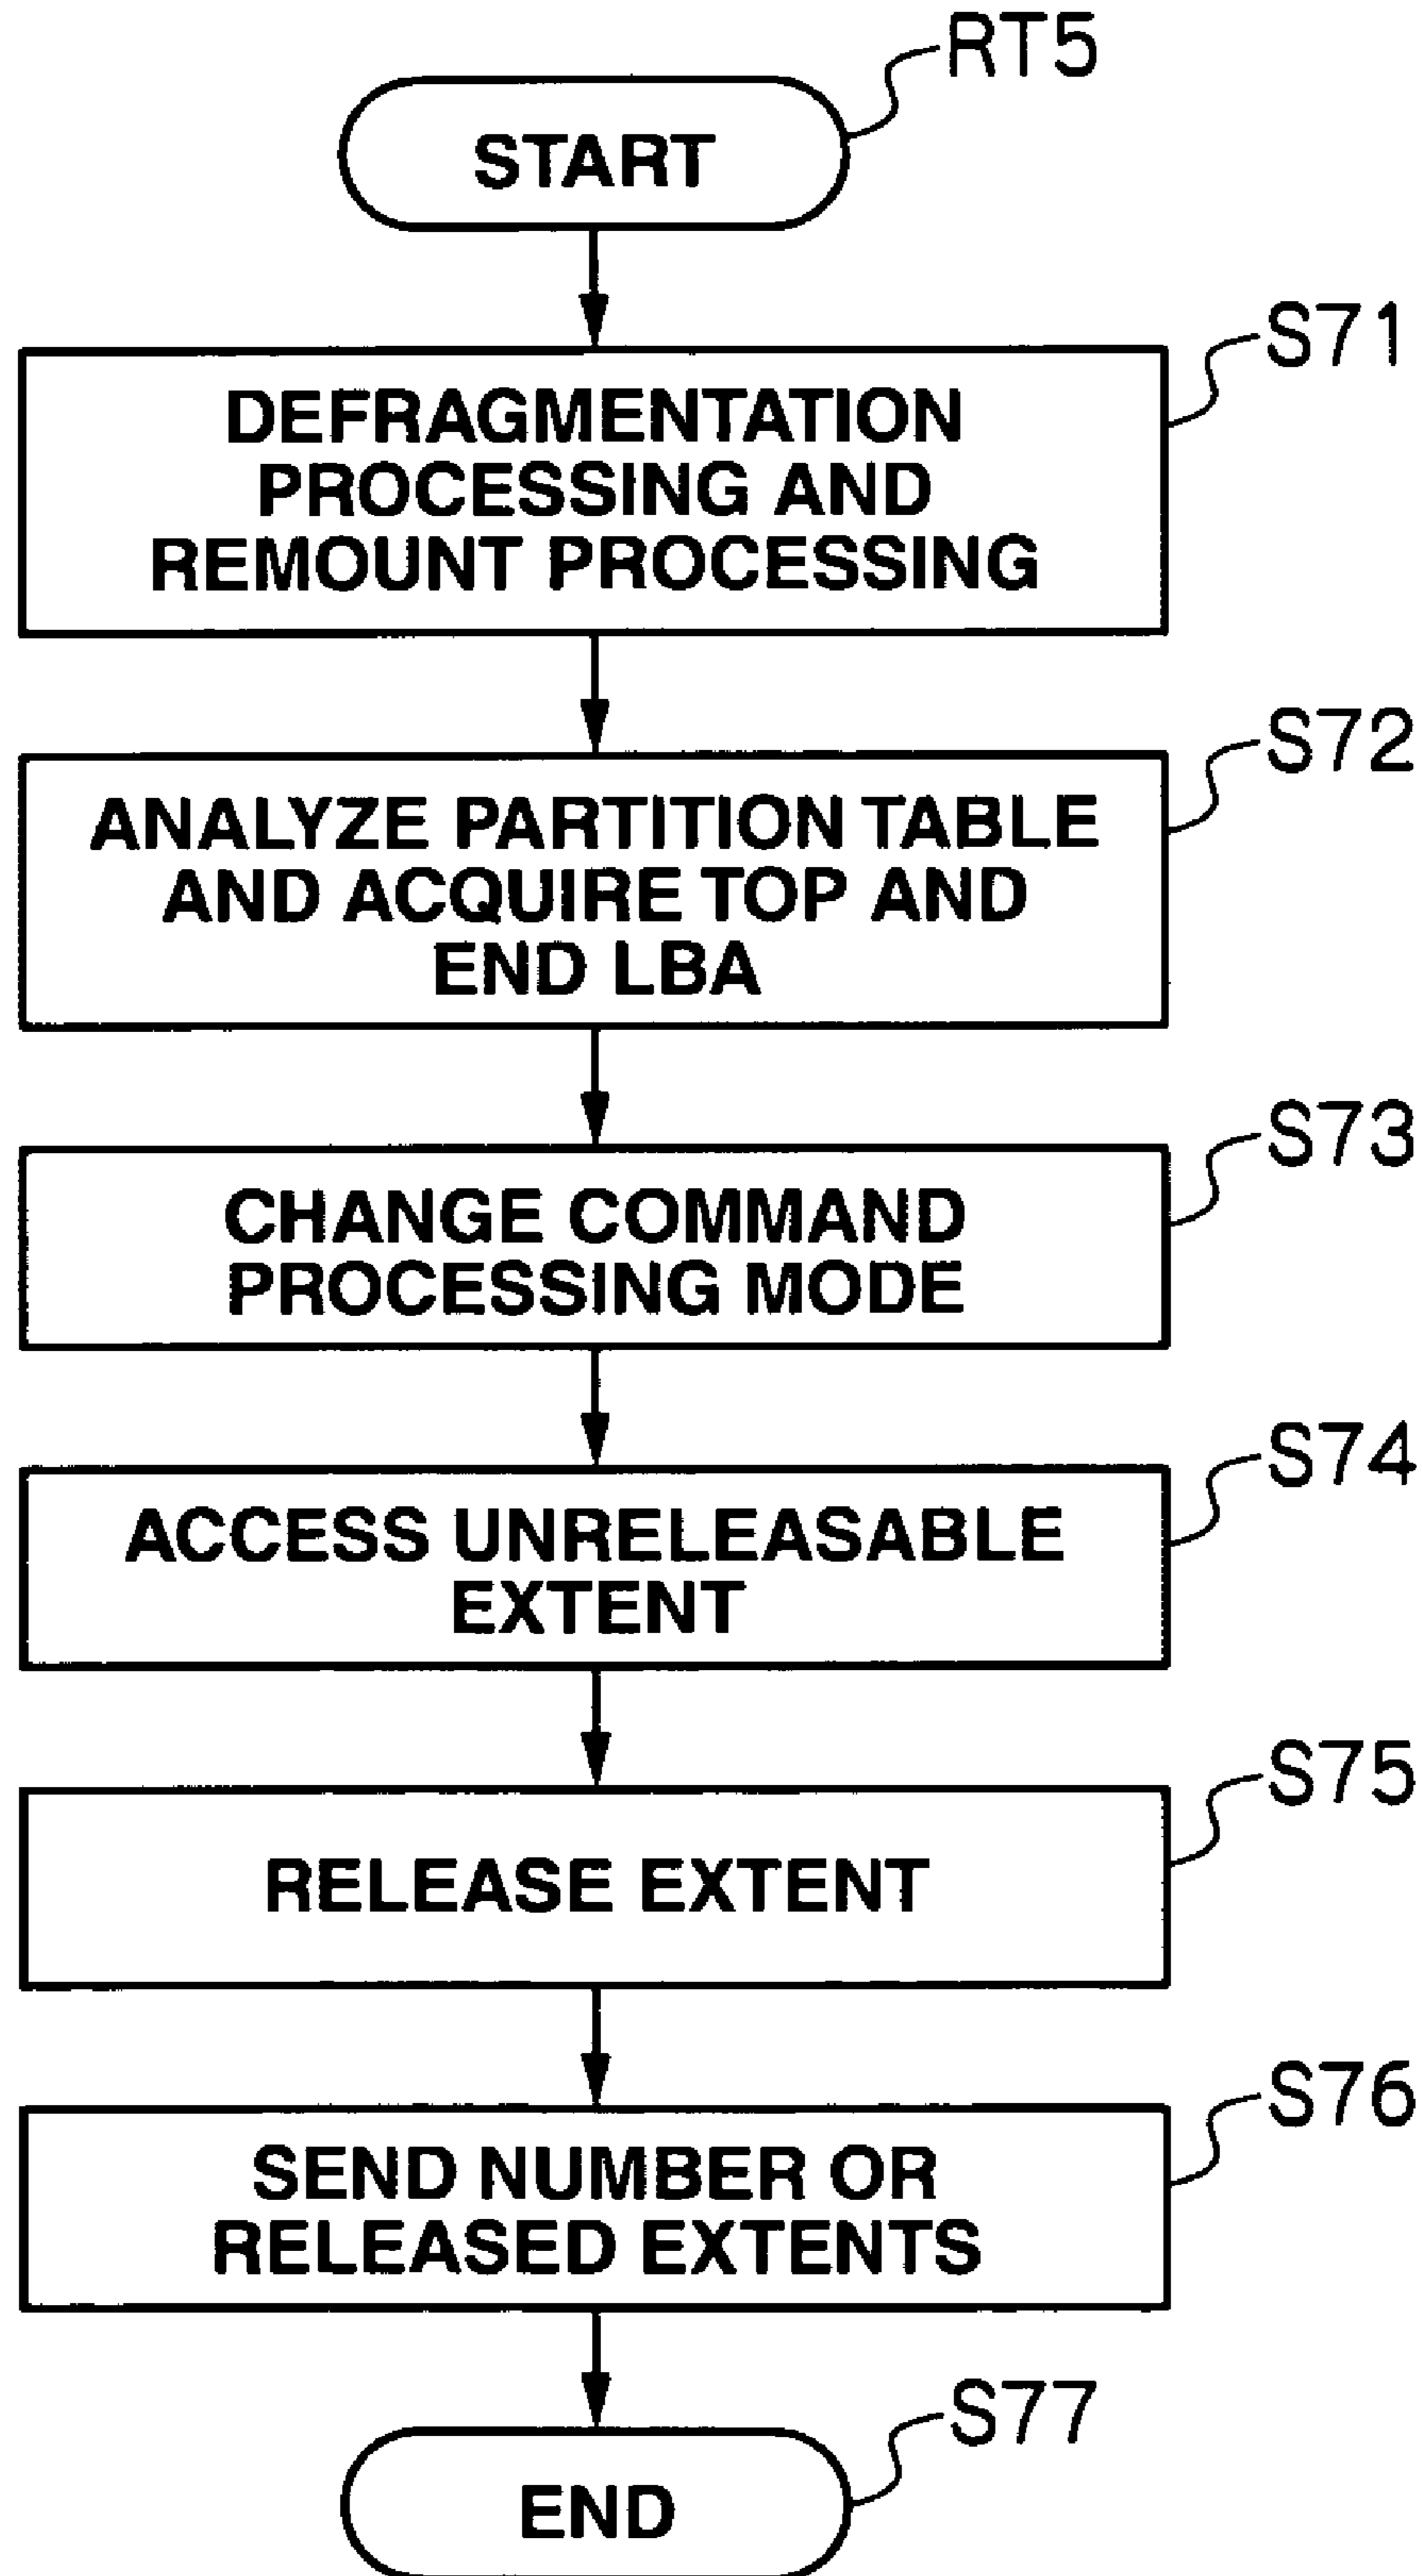 RT5
START
S71
DEFRAGMENTATION
PROCESSING AND
REMOUNT PROCESSING
S72
ANALYZE PARTITION TABLE
AND ACQUIRE TOP AND
END LBA
S73
CHANGE COMMAND
PROCESSING MODE
S74
ACCESS UNRELEASABLE
EXTENT
S75
RELEASE EXTENT
S76
SEND NUMBER OR
RELEASED EXTENTS
S77
END